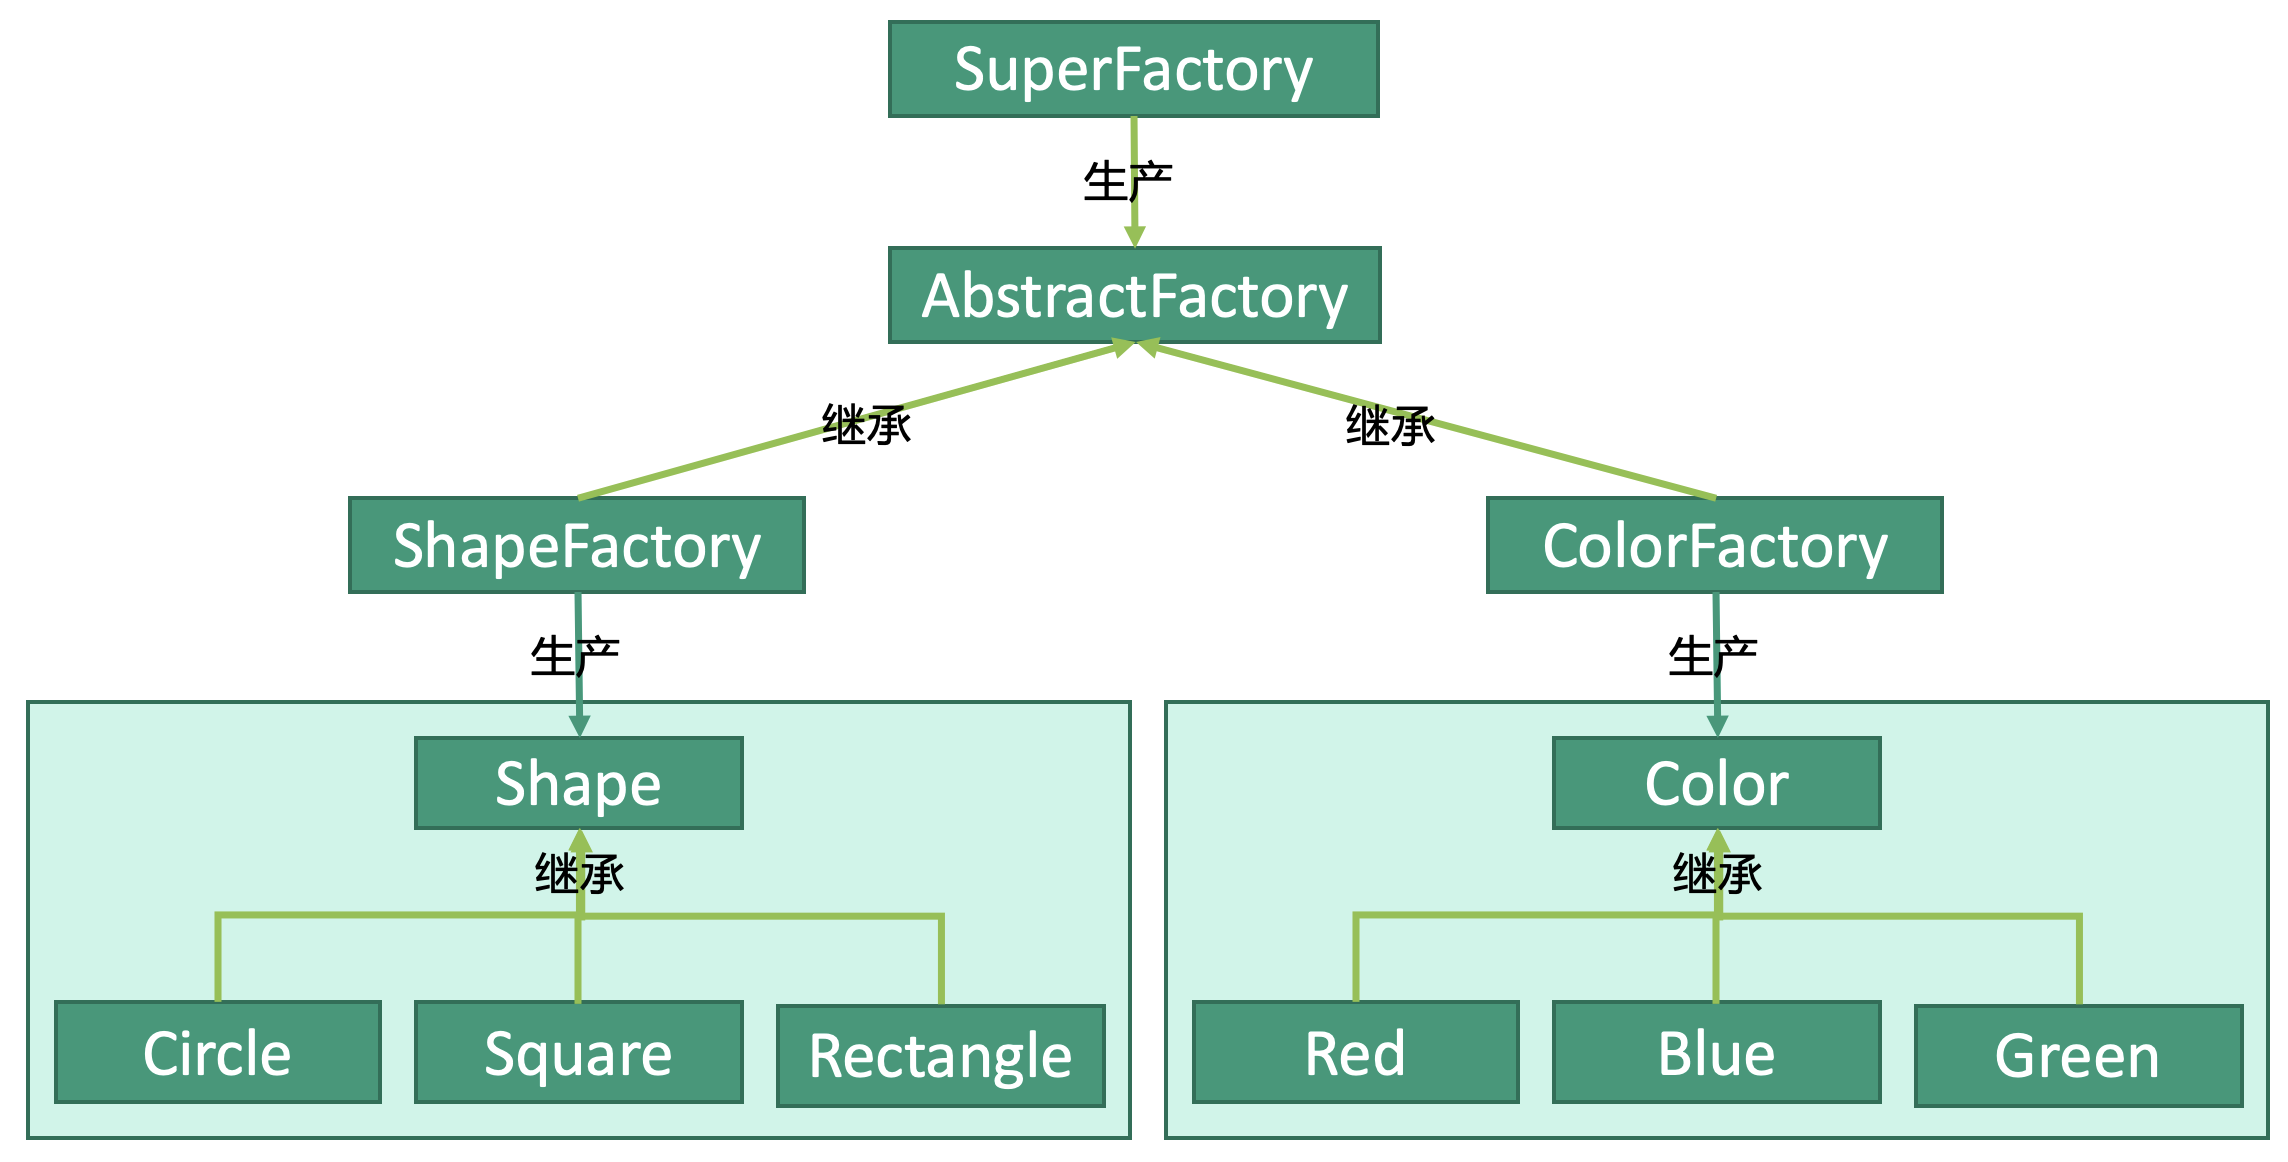 SuperFactory
生产
AbstractFactory
继承
继承
ShapeFactory
ColorFactory
生产
生产
Shape
Color
继承
继承
Circle
Square
Rectangle
Red
Blue
Green